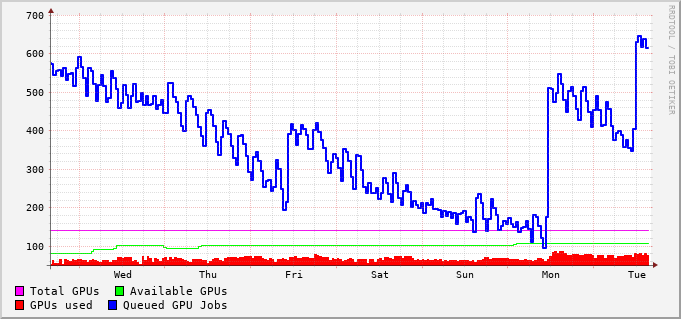 700
600
500
400
300
200
100
Wed Thu Fri Sat Sun Mon Tue
Total GPUs Available GPUs
GPUs used Queued GPU Jobs
RRDTOOL / TOBI OETIKER